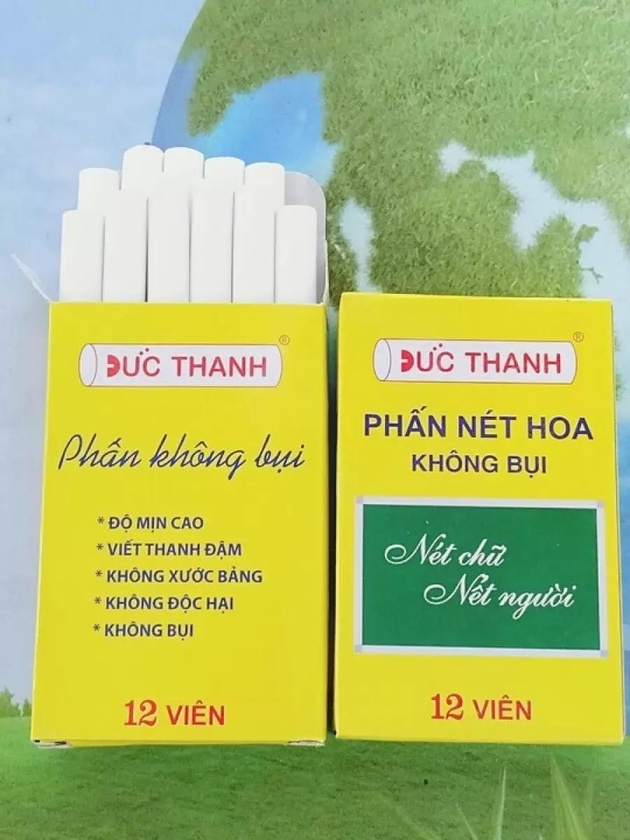 ĐỨC THANH®
Phấn không bụi
* ĐỘ MỊN CAO
* VIẾT THANH ĐẬM
* KHÔNG XƯỚC BẢNG
* KHÔNG ĐỘC HẠI
* KHÔNG BỤI
12 VIÊN
ĐỨC THANH®
PHẤN NÉT HOA
KHÔNG BỤI
Nét chữ
Nết người
12 VIÊN